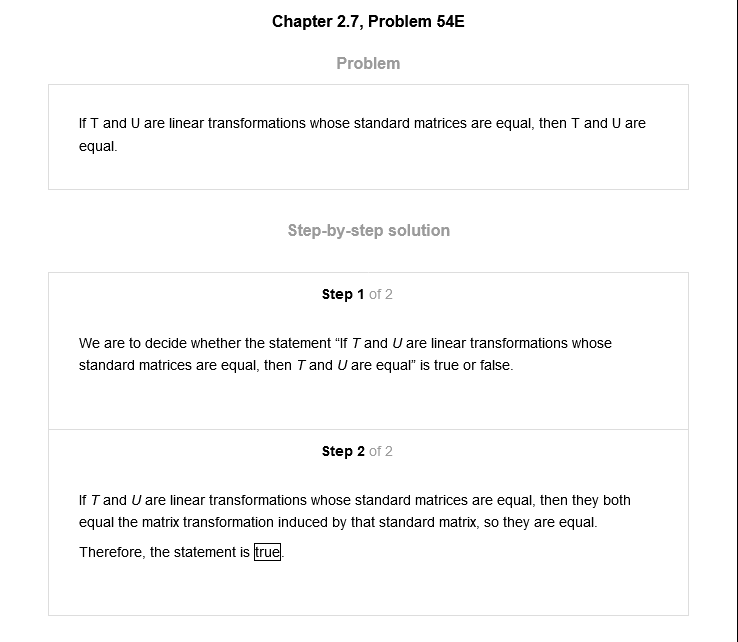 Chapter 2.7, Problem 54E
Problem
If T and U are linear transformations whose standard matrices are equal, then T and U are
equal.
Step-by-step solution
Step 1 of 2
We are to decide whether the statement “If T and U are linear transformations whose
standard matrices are equal, then T and U are equal” is true or false.
Step 2 of 2
If T and U are linear transformations whose standard matrices are equal, then they both
equal the matrix transformation induced by that standard matrix, so they are equal.
Therefore, the statement is true.